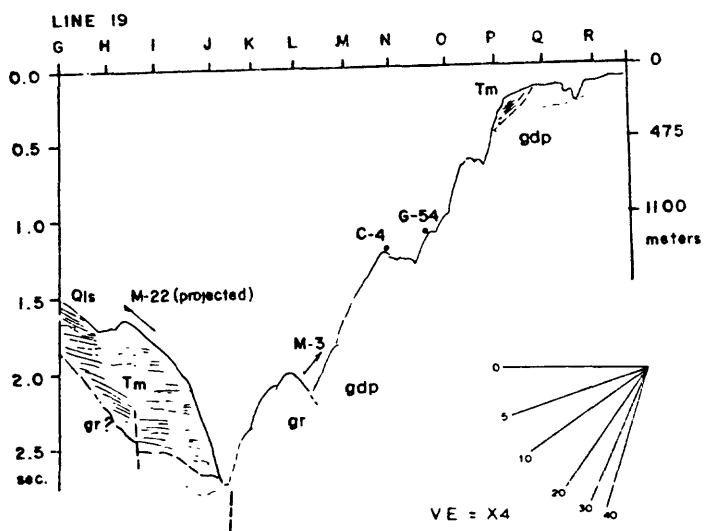 LINE 19
G H I J K L M N O P Q R
0.0
0
Tm
475
gdp
0.5
G-54
1100
C-4
meters
1.0
Qls
M-22 (projected)
1.5
M-3
Tm
gdp
2.0
gr
gr?
2.5
sec.
0
5
10
20
30
40
VE = X4